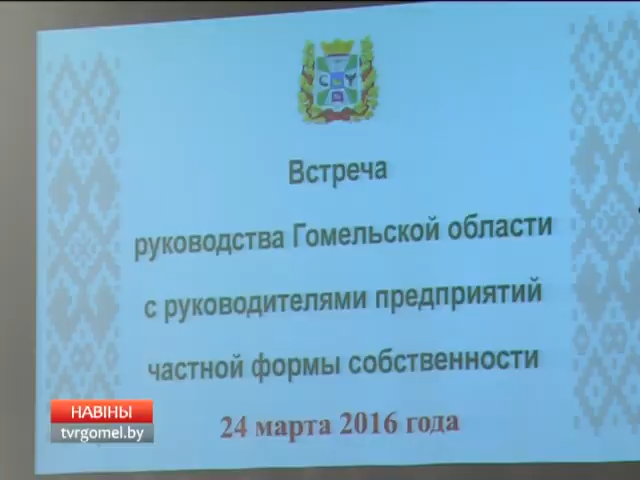 Встреча
руководства Гомельской области
с руководителями предприятий
частной формы собственности
24 марта 2016 года
НАВІНЫ
tvrgomel.by